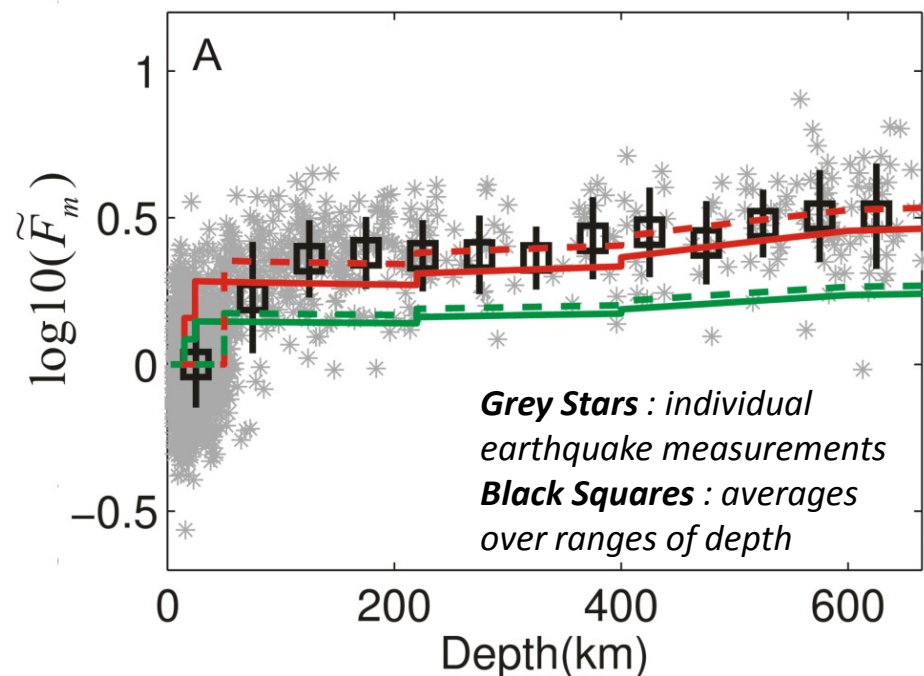 A
1
0.5
0
−0.5
log10(F̃m)
Grey Stars : individual
earthquake measurements
Black Squares : averages
over ranges of depth
0 200 400 600
Depth(km)